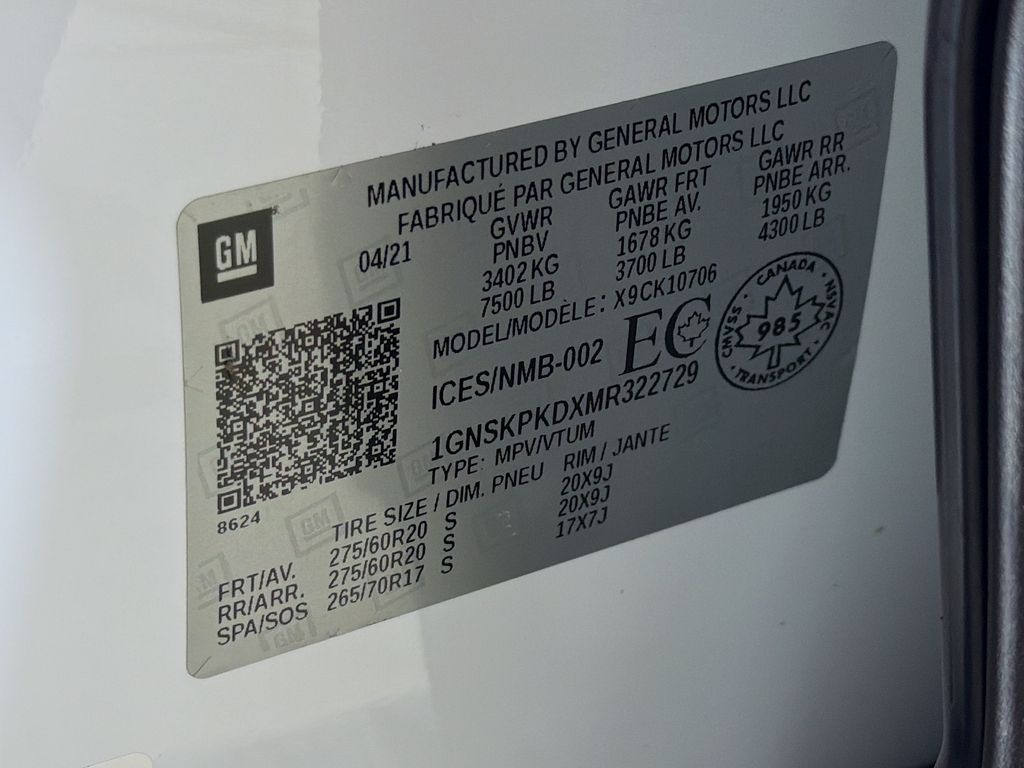 MANUFACTURED BY GENERAL MOTORS LLC
FABRIQUÉ PAR GENERAL MOTORS LLC
GM
04/21
GVWR
PNBV
3402 KG
7500 LB
GAWR FRT
PNBE AV.
1678 KG
3700 LB
GAWR RR
PNBE ARR.
1950 KG
4300 LB
MODEL/MODÈLE: X9CK10706
ICES/NMB-002
EC
CANADA
CMVSS
985
NSVAC
TRANSPORT
1GNSKPKDXMR322729
TYPE: MPV/VTUM
8624
TIRE SIZE / DIM. PNEU RIM / JANTE
FRT/AV. 275/60R20 S 20X9J
RR/ARR. 275/60R20 S 20X9J
SPA/SOS 265/70R17 S 17X7J
GM
GM
GM